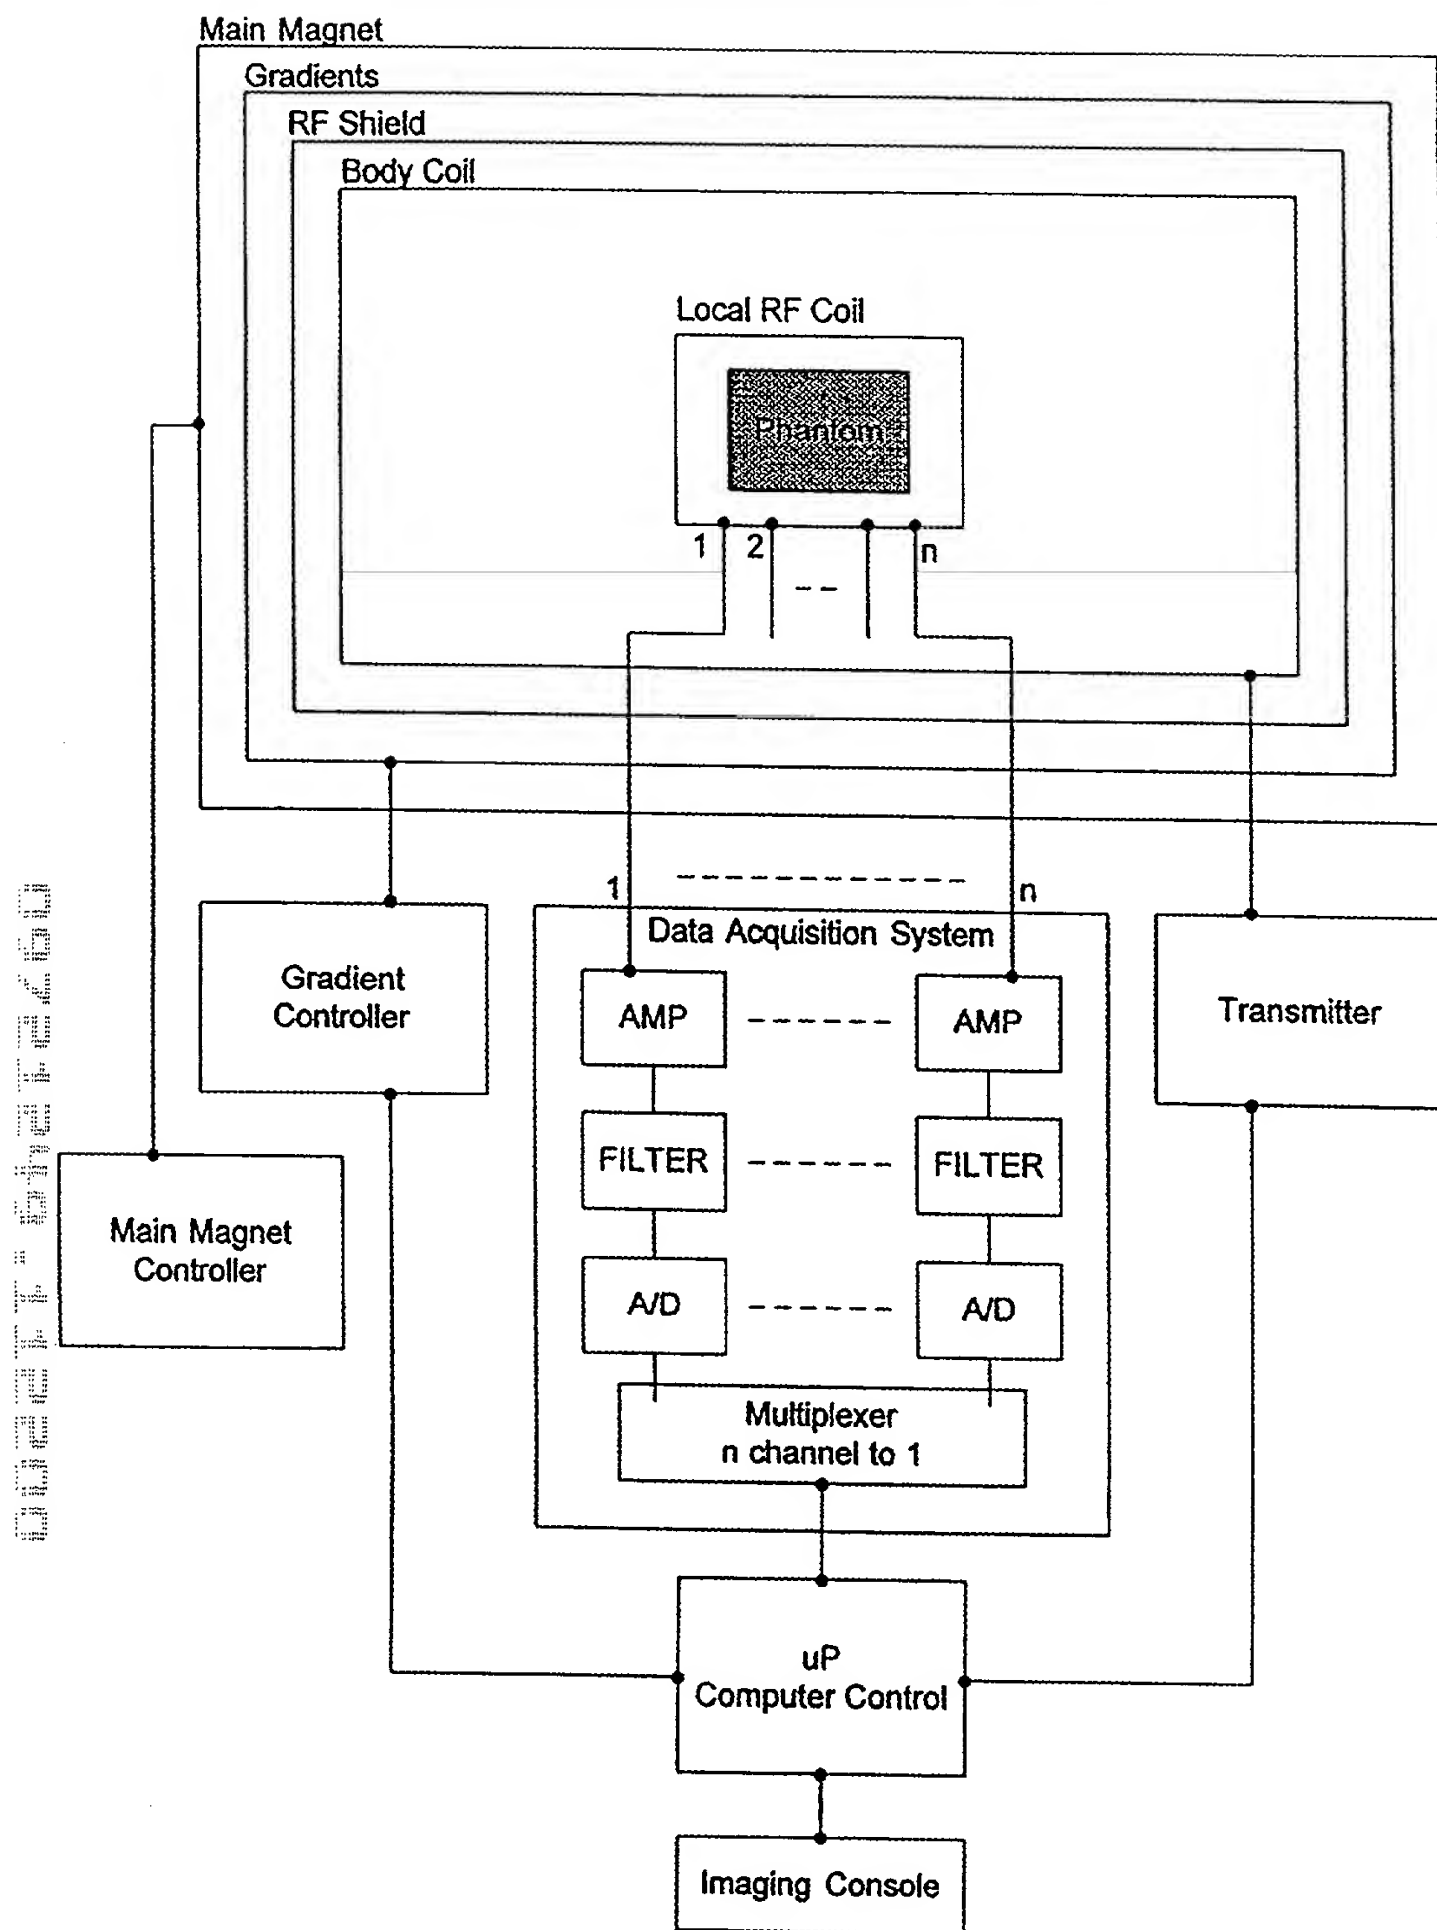 Main Magnet
Gradients
RF Shield
Body Coil
Local RF Coil
Phantom
1 2 -- n
1 n
Data Acquisition System
Gradient
Controller
AMP AMP
Transmitter
FILTER FILTER
Main Magnet
Controller
A/D A/D
Multiplexer
n channel to 1
uP
Computer Control
Imaging Console